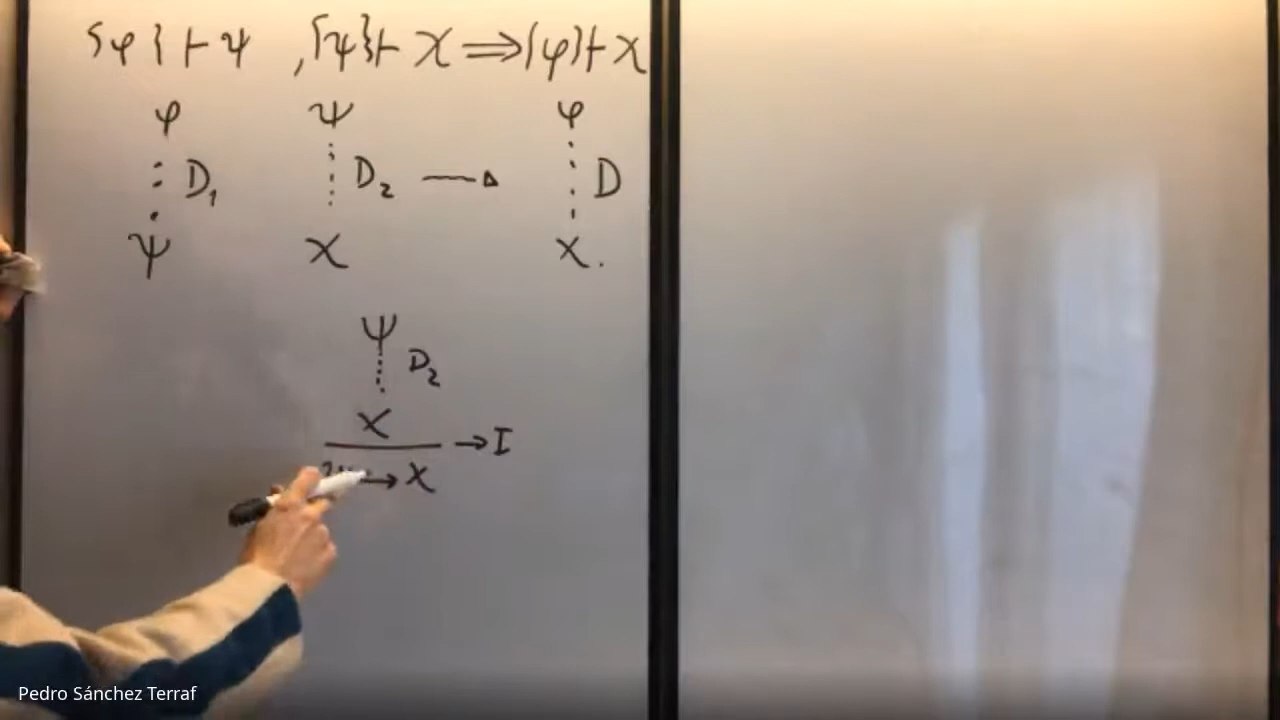 {φ} ⊢ ψ , {ψ} ⊢ χ ⟹ {φ} ⊢ χ
φ ψ φ
D₁ D₂ → D
ψ χ χ.
ψ
D₂
χ
→I
→ χ
Pedro Sánchez Terraf